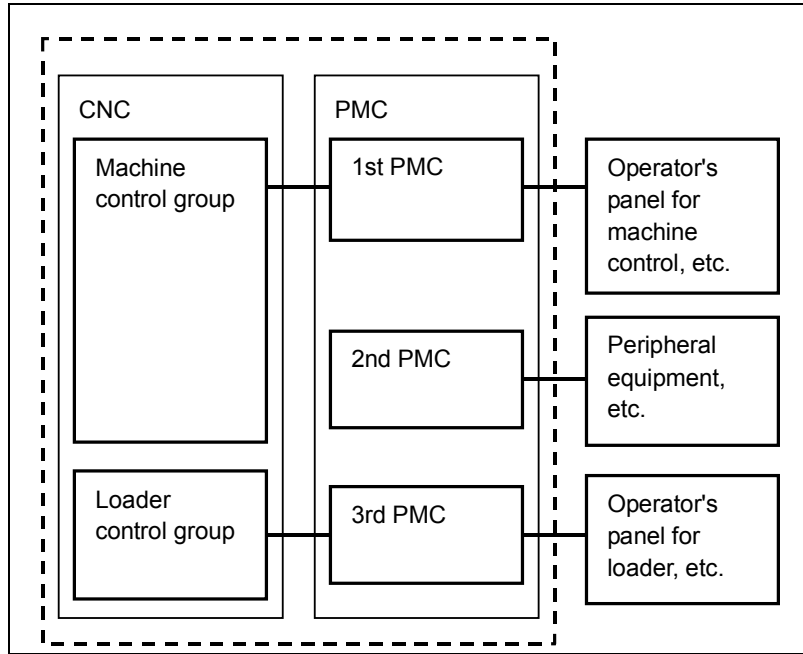 CNC
Machine
control group
Loader
control group
PMC
1st PMC
2nd PMC
3rd PMC
Operator's
panel for
machine
control, etc.
Peripheral
equipment,
etc.
Operator's
panel for
loader, etc.